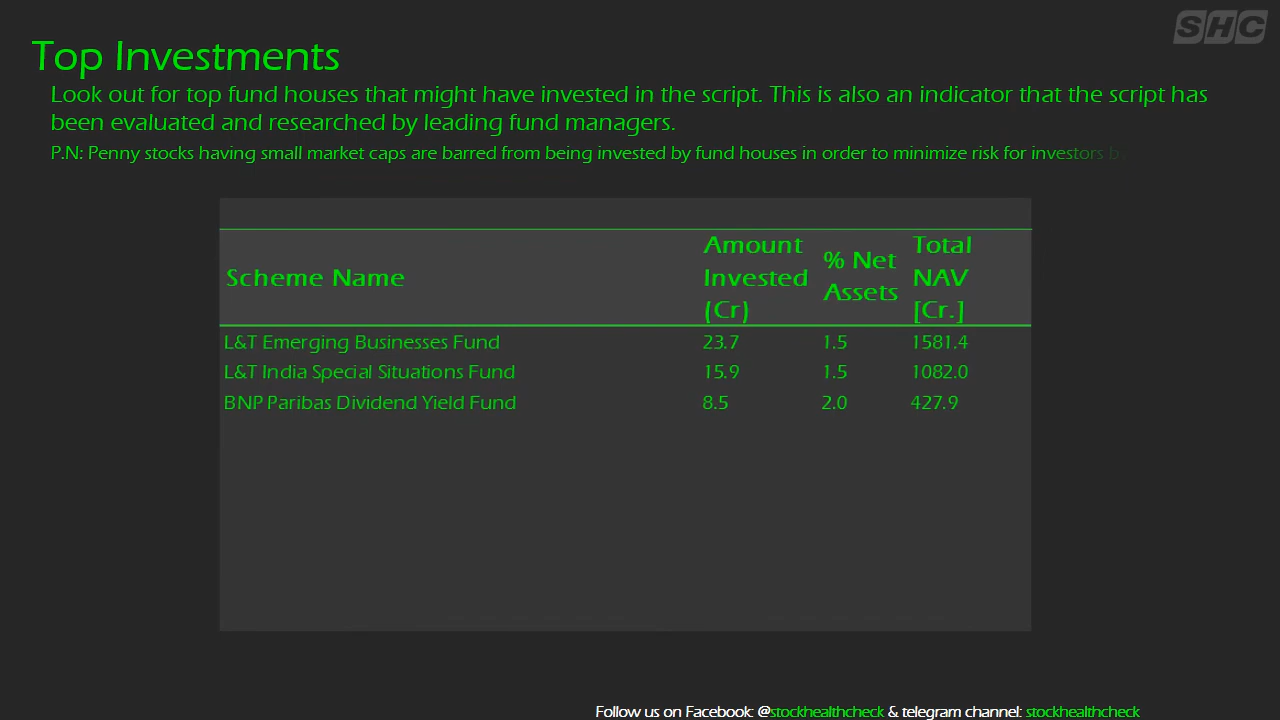 SHC
Top Investments
Look out for top fund houses that might have invested in the script. This is also an indicator that the script has
been evaluated and researched by leading fund managers.
P.N: Penny stocks having small market caps are barred from being invested by fund houses in order to minimize risk for investors
Scheme Name Amount Invested (Cr) % Net Assets Total NAV [Cr.]
L&T Emerging Businesses Fund 23.7 1.5 1581.4
L&T India Special Situations Fund 15.9 1.5 1082.0
BNP Paribas Dividend Yield Fund 8.5 2.0 427.9
Follow us on Facebook: @stockhealthcheck & telegram channel: stockhealthcheck